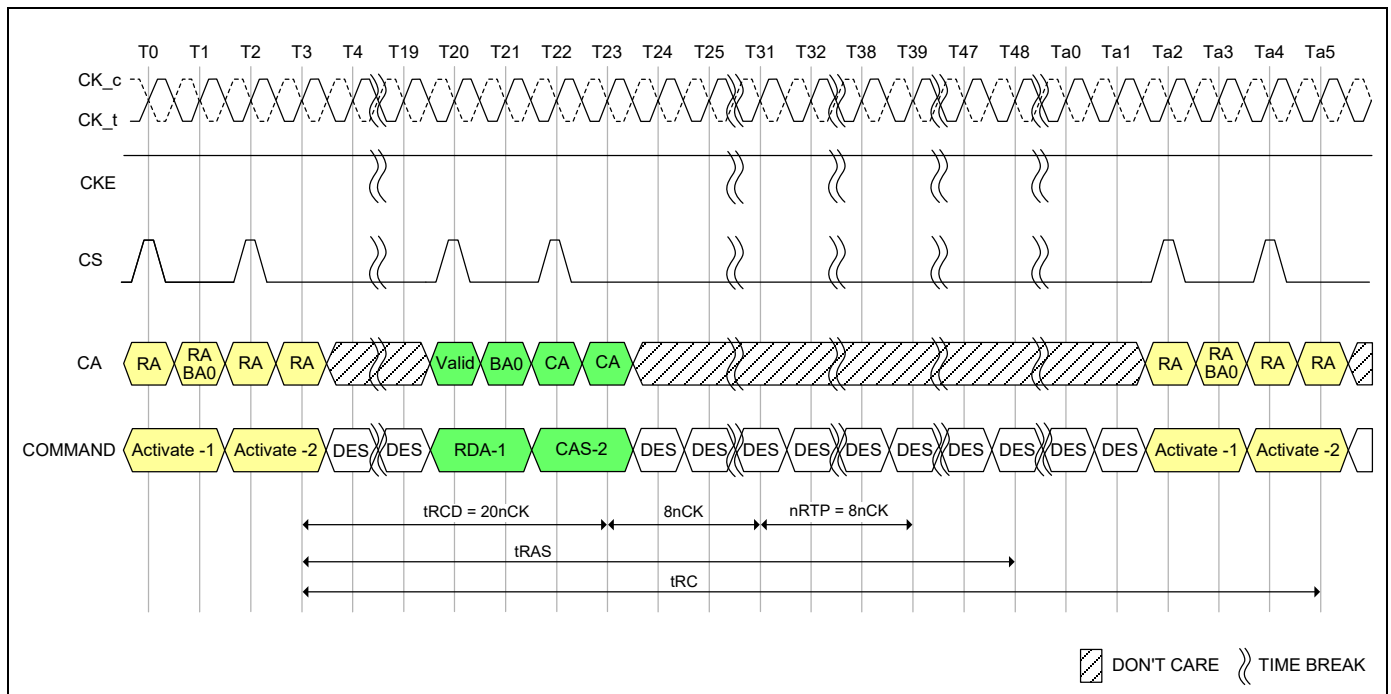 T0 T1 T2 T3 T4 T19 T20 T21 T22 T23 T24 T25 T31 T32 T38 T39 T47 T48 Ta0 Ta1 Ta2 Ta3 Ta4 Ta5
CK_c
CK_t
CKE
CS
CA RA RA BA0 RA RA Valid BA0 CA CA RA RA BA0 RA RA
COMMAND Activate -1 Activate -2 DES DES RDA-1 CAS-2 DES DES DES DES DES DES DES DES DES DES Activate -1 Activate -2
tRCD = 20nCK 8nCK nRTP = 8nCK
tRAS
tRC
DON'T CARE TIME BREAK